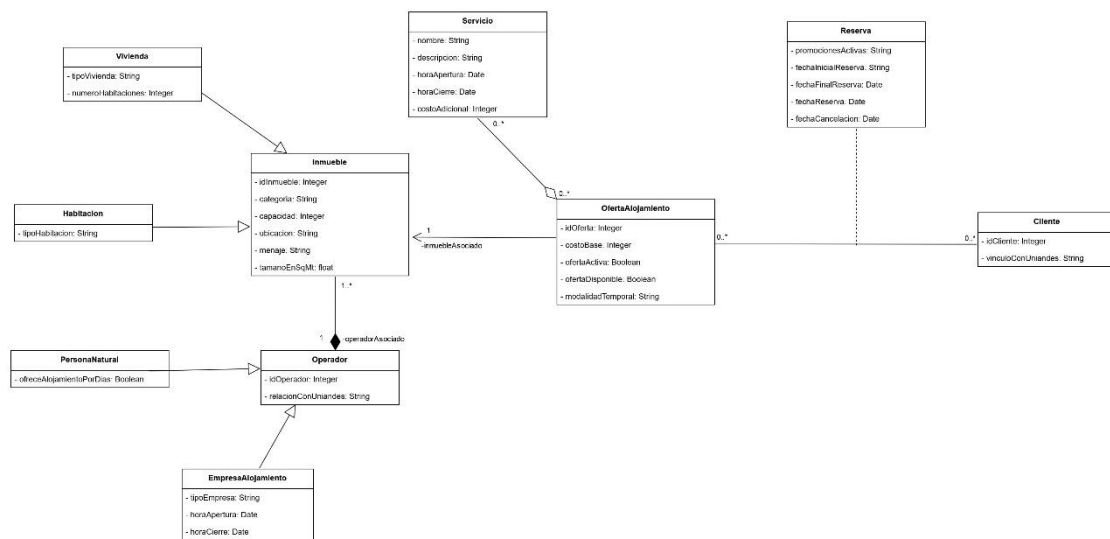 Servicio
- nombre: String
- descripcion: String
- horaApertura: Date
- horaCierre: Date
- costoAdicional: Integer
0..*
Reserva
- promocionesActivas: String
- fechaInicialReserva: String
- fechaFinalReserva: Date
- fechaReserva: Date
- fechaCancelacion: Date
Vivienda
- tipoVivienda: String
- numeroHabitaciones: Integer
Inmueble
- idInmueble: Integer
- categoria: String
- capacidad: Integer
- ubicacion: String
- menaje: String
- tamanoEnSqMt: float
1..*
Habitacion
- tipoHabitacion: String
1
-inmuebleAsociado
0..*
OfertaAlojamiento
- idOferta: Integer
- costoBase: Integer
- ofertaActiva: Boolean
- ofertaDisponible: Boolean
- modalidadTemporal: String
0..*
0..*
Cliente
- idCliente: Integer
- vinculoConUniandes: String
1
-operadorAsociado
PersonaNatural
- ofreceAlojamientoPorDias: Boolean
Operador
- idOperador: Integer
- relacionConUniandes: String
EmpresaAlojamiento
- tipoEmpresa: String
- horaApertura: Date
- horaCierre: Date